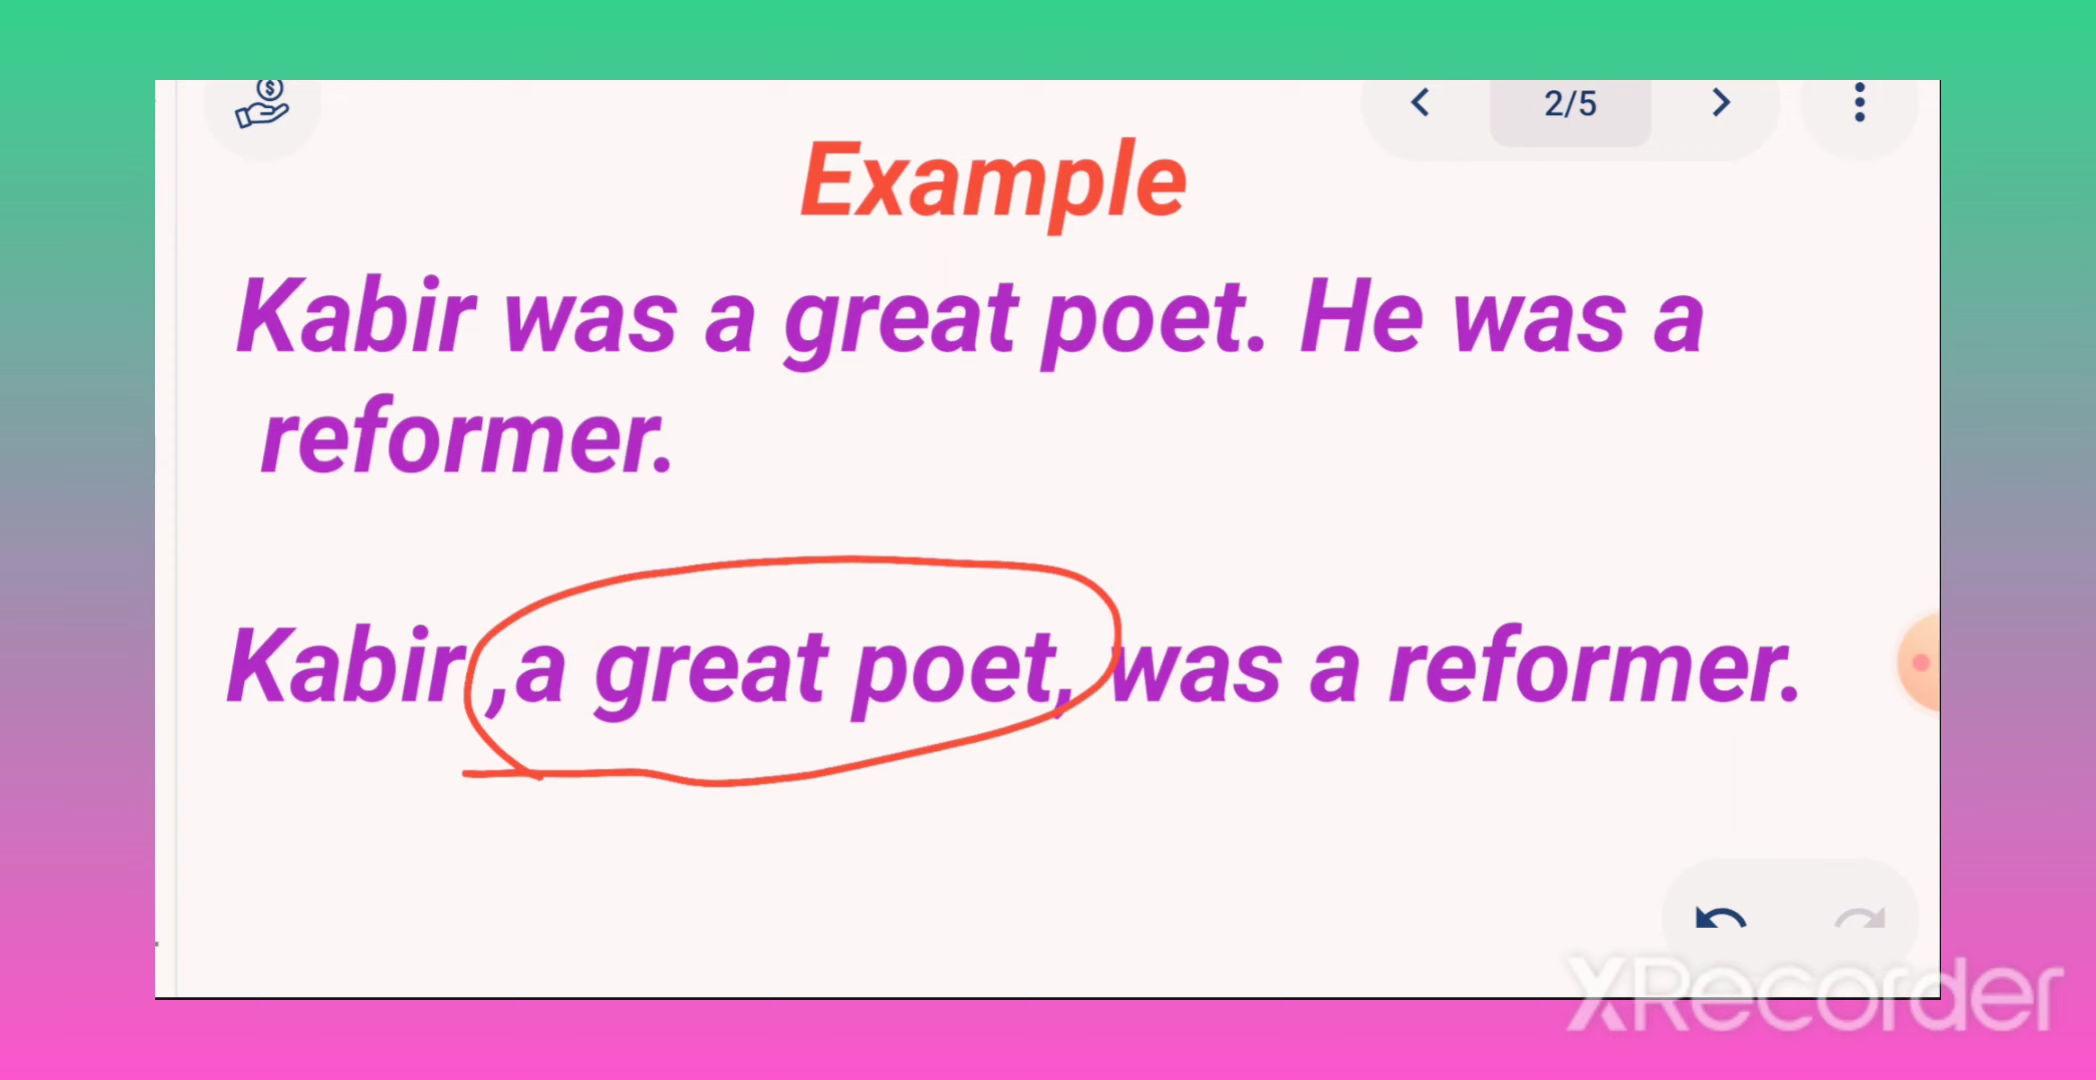 $
2/5
Example
Kabir was a great poet. He was a
reformer.
Kabir ,a great poet, was a reformer.
XRecorder